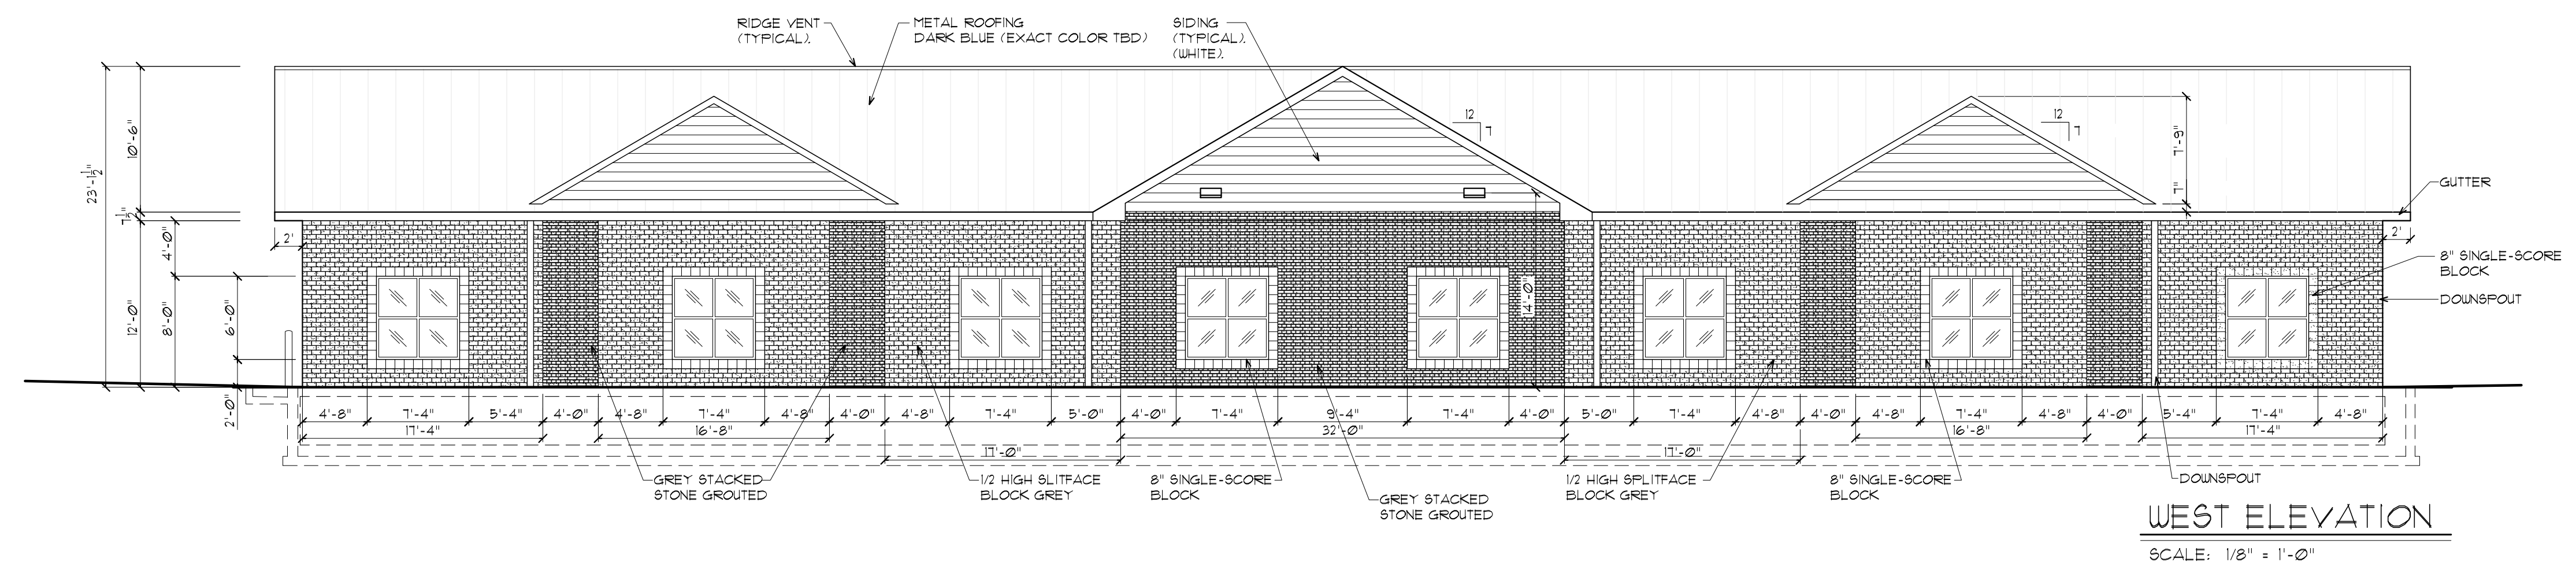 RIDGE VENT
(TYPICAL).
METAL ROOFING
DARK BLUE (EXACT COLOR TBD)
SIDING
(TYPICAL).
(WHITE).
12
7
12
7
23'-1 1/2"
10'-6"
7 1/2"
12'-0"
4'-0"
8'-0"
6'-0"
2'-0"
2'
14'-0"
7'-9"
7"
2'
GUTTER
8" SINGLE-SCORE
BLOCK
DOWNSPOUT
4'-8" 7'-4" 5'-4" 4'-0" 4'-8" 7'-4" 4'-8" 4'-0" 4'-8" 7'-4" 5'-0" 4'-0" 7'-4" 9'-4" 7'-4" 4'-0" 5'-0" 7'-4" 4'-8" 4'-0" 4'-8" 7'-4" 4'-8" 4'-0" 5'-4" 7'-4" 4'-8"
17'-4" 16'-8" 32'-0" 16'-8" 17'-4"
17'-0" 17'-0"
GREY STACKED
STONE GROUTED
1/2 HIGH SLITFACE
BLOCK GREY
8" SINGLE-SCORE
BLOCK
GREY STACKED
STONE GROUTED
1/2 HIGH SPLITFACE
BLOCK GREY
8" SINGLE-SCORE
BLOCK
DOWNSPOUT
WEST ELEVATION
SCALE: 1/8" = 1'-0"